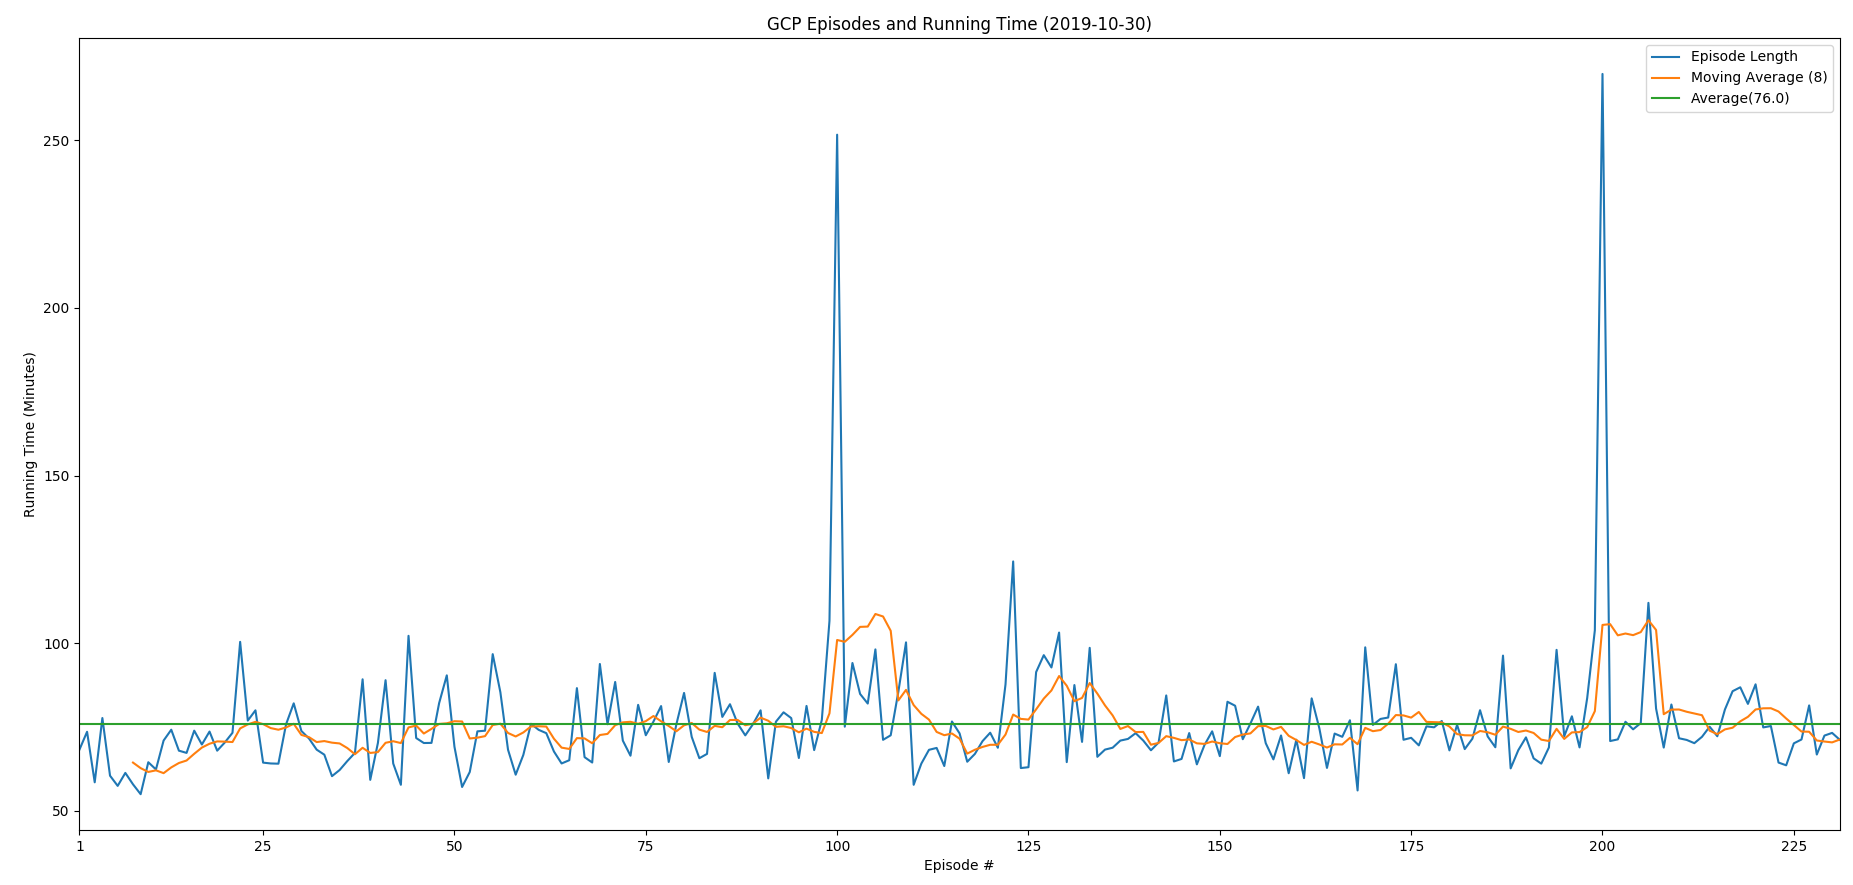 GCP Episodes and Running Time (2019-10-30)
Episode Length
Moving Average (8)
Average(76.0)
Running Time (Minutes)
250
200
150
100
50
1 25 50 75 100 125 150 175 200 225
Episode #